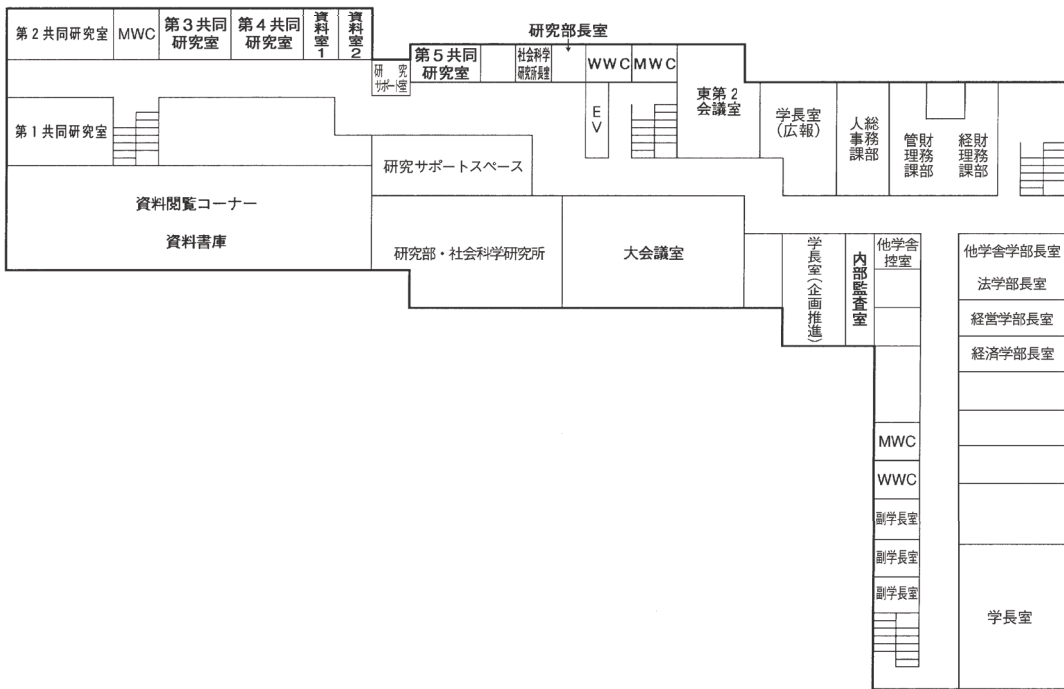 第2共同研究室
MWC
第3共同
研究室
第4共同
研究室
資料室1
資料室2
研究
サポート室
第5共同
研究室
社会科学
研究所長室
研究部長室
WWC
MWC
東第2
会議室
学長室
(広報)
総務部
人事課
財務部
管理課
財務部
経理課
第1共同研究室
EV
研究サポートスペース
資料閲覧コーナー
資料書庫
研究部・社会科学研究所
大会議室
学長室(企画推進)
内部監査室
他学舎
控室
他学舎学部長室
法学部長室
経営学部長室
経済学部長室
MWC
WWC
副学長室
副学長室
副学長室
学長室